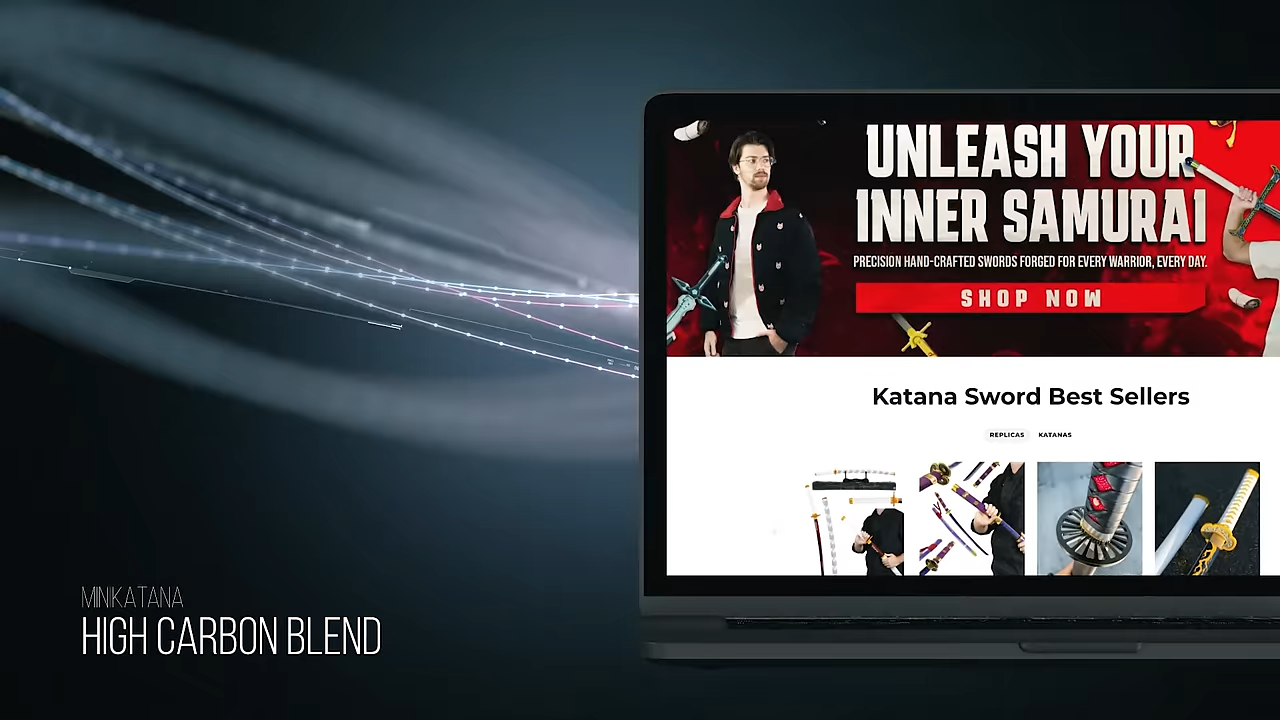 UNLEASH YOUR
INNER SAMURAI
PRECISION HAND-CRAFTED SWORDS FORGED FOR EVERY WARRIOR, EVERY DAY.
SHOP NOW
Katana Sword Best Sellers
REPLICAS KATANAS
MINIKATANA
HIGH CARBON BLEND